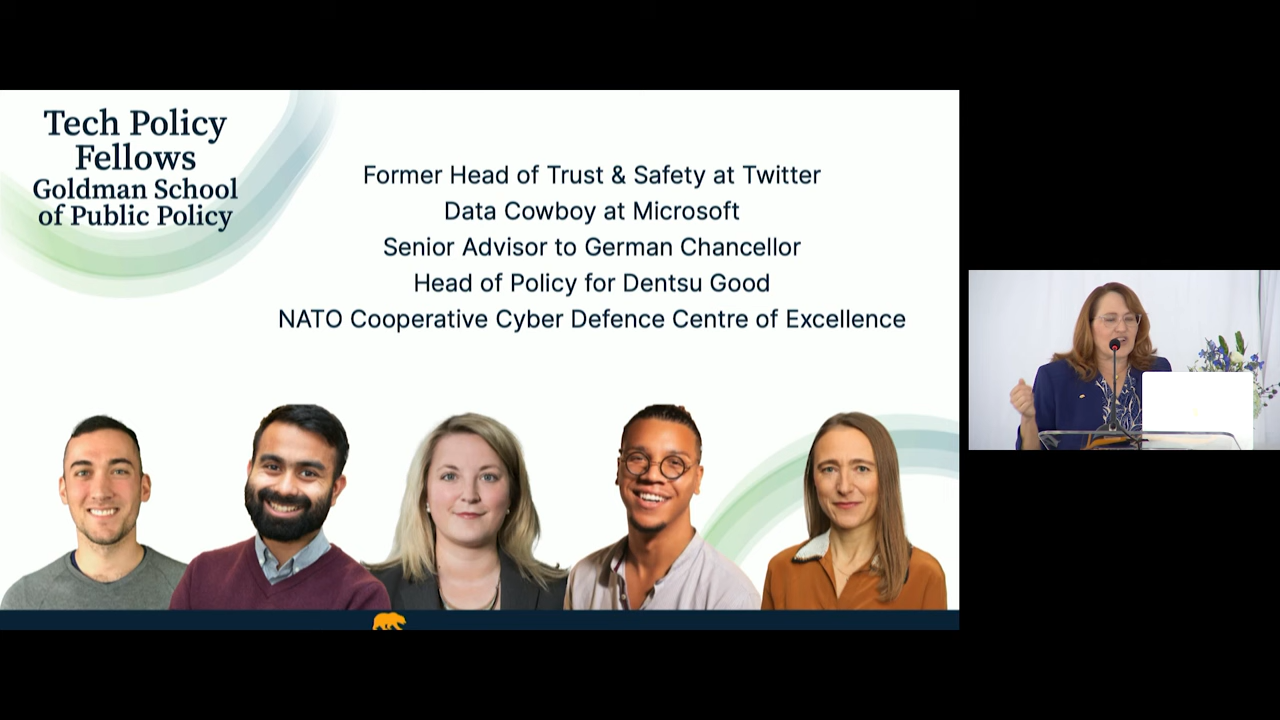 Tech Policy
Fellows
Goldman School
of Public Policy
Former Head of Trust & Safety at Twitter
Data Cowboy at Microsoft
Senior Advisor to German Chancellor
Head of Policy for Dentsu Good
NATO Cooperative Cyber Defence Centre of Excellence